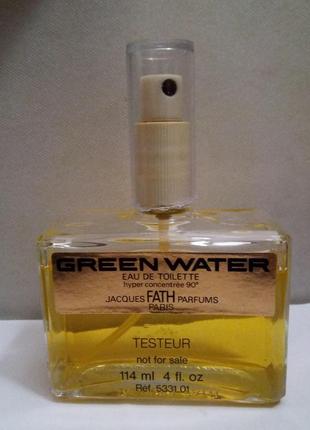 GREEN WATER
EAU DE TOILETTE
hyper concentrée 90°
JACQUES FATH PARFUMS
PARIS
TESTEUR
not for sale
114 ml 4 fl. oz
Réf. 5331.01